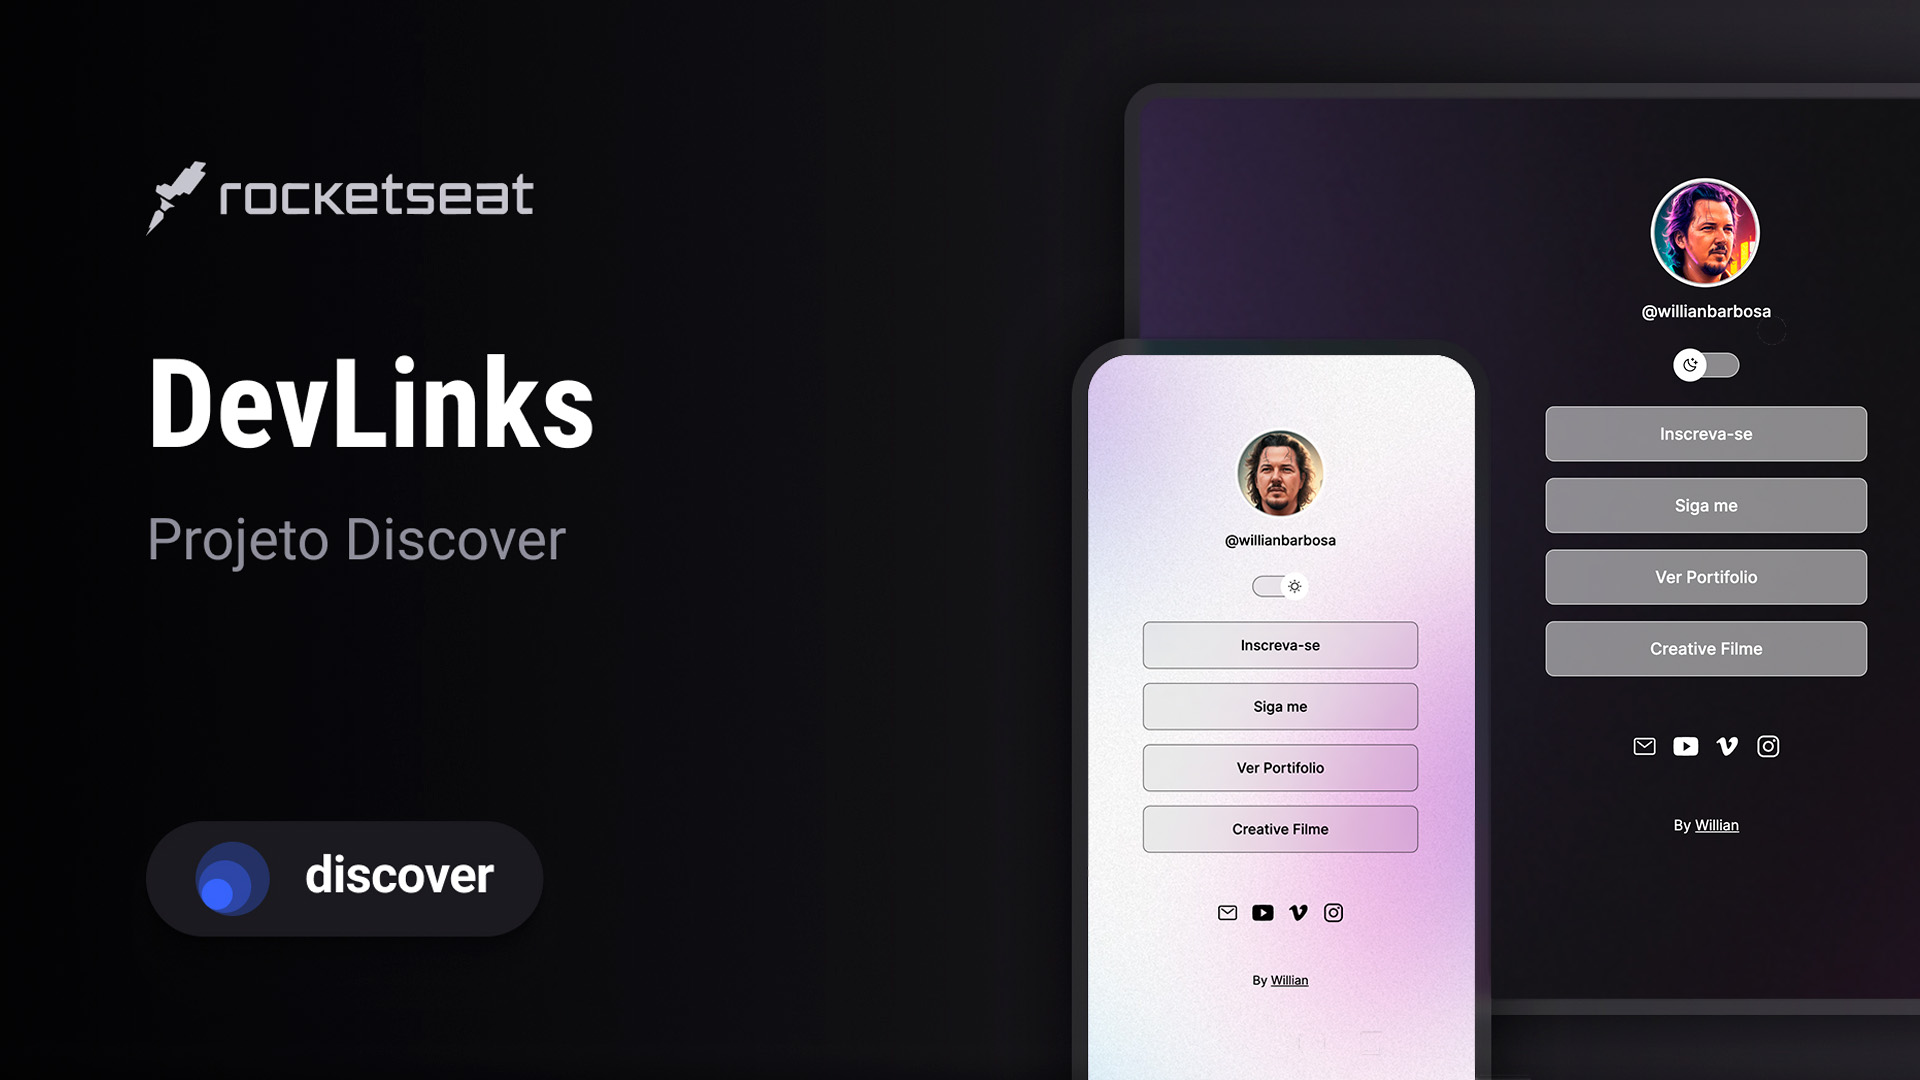 rocketseat
DevLinks
Projeto Discover
discover
@willianbarbosa
Inscreva-se
Siga me
Ver Portifolio
Creative Filme
By Willian
@willianbarbosa
Inscreva-se
Siga me
Ver Portifolio
Creative Filme
By Willian